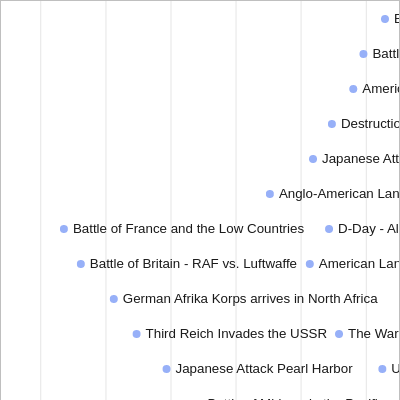 Battl
Americ
Destructio
Japanese Att
Anglo-American Lan
Battle of France and the Low Countries D-Day - Al
Battle of Britain - RAF vs. Luftwaffe American Lan
German Afrika Korps arrives in North Africa
Third Reich Invades the USSR The War
Japanese Attack Pearl Harbor